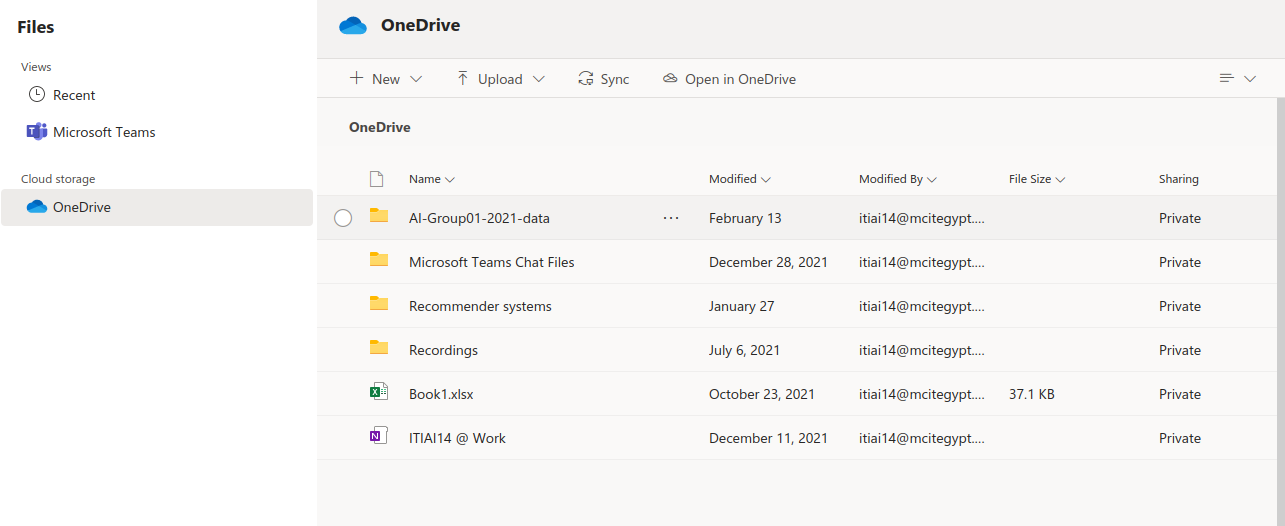 Files
Views
Recent
Microsoft Teams
Cloud storage
OneDrive
OneDrive
New Upload Sync Open in OneDrive
OneDrive
Name Modified Modified By File Size Sharing
AI-Group01-2021-data ... February 13 itiai14@mcitegypt.... Private
Microsoft Teams Chat Files December 28, 2021 itiai14@mcitegypt.... Private
Recommender systems January 27 itiai14@mcitegypt.... Private
Recordings July 6, 2021 itiai14@mcitegypt.... Private
Book1.xlsx October 23, 2021 itiai14@mcitegypt.... 37.1 KB Private
ITIAI14 @ Work December 11, 2021 itiai14@mcitegypt.... Private